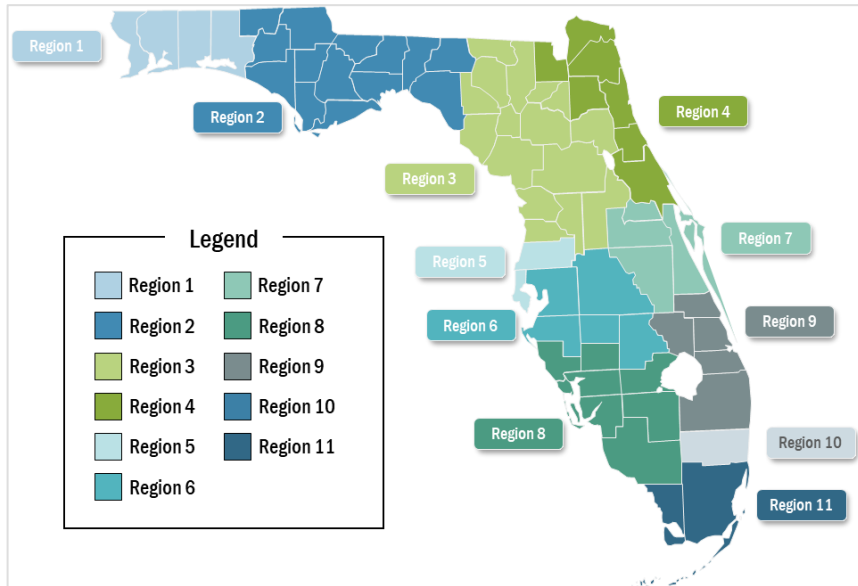 Region 1
Region 2
Region 4
Region 3
Legend
Region 7
Region 5
Region 1
Region 7
Region 2
Region 8
Region 6
Region 9
Region 3
Region 9
Region 4
Region 10
Region 5
Region 11
Region 8
Region 10
Region 6
Region 11